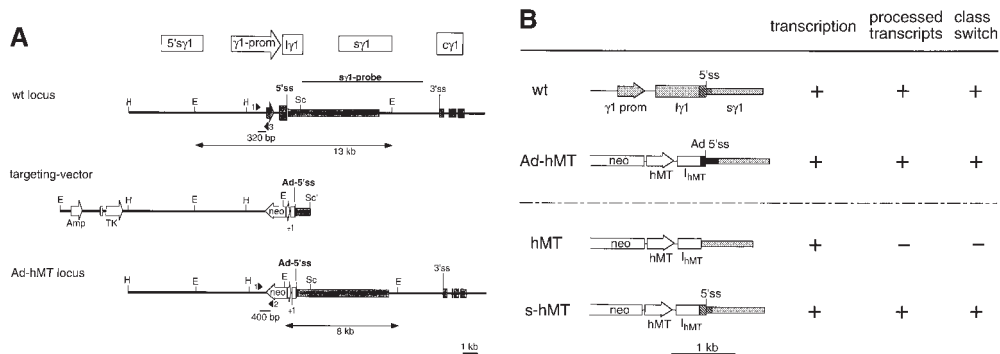 A
5'sγ1
γ1-prom
Iγ1
sγ1
cγ1
sγ1-probe
wt locus
H E H 1 5'ss Sc E 3'ss
3
320 bp
13 kb
targeting-vector
E H H E Ad-5'ss Sc'
neo
Amp TK +1
Ad-hMT locus
H E H 1 neo E Ad-5'ss Sc E 3'ss
2 +1
400 bp
8 kb
1 kb
B
transcription processed transcripts class switch
wt 5'ss + + +
γ1 prom Iγ1 sγ1
Ad-hMT Ad 5'ss + + +
neo hMT IhMT
hMT + – –
neo hMT IhMT
s-hMT 5'ss + + +
neo hMT IhMT
1 kb